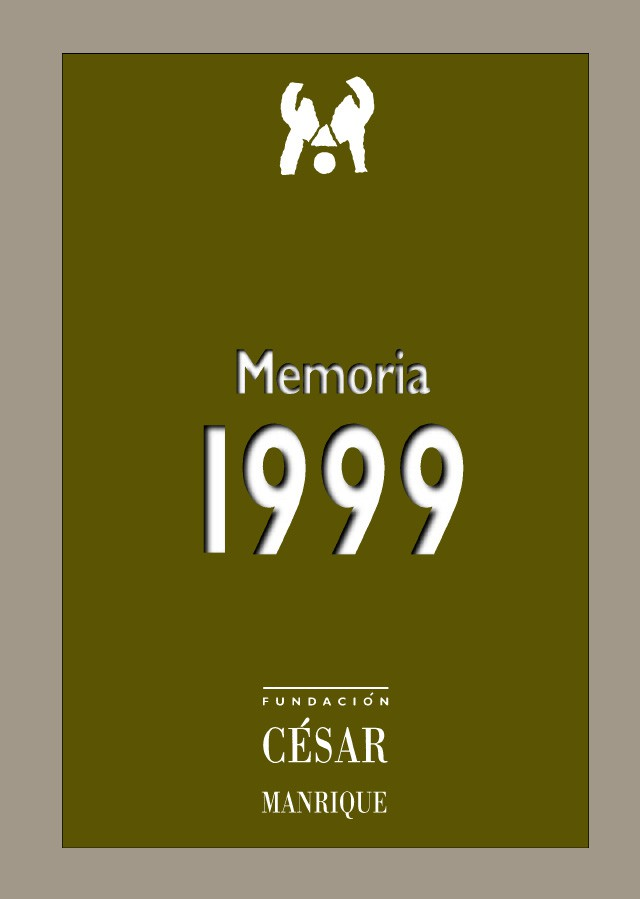 Memoria
1999
FUNDACIÓN
CÉSAR
MANRIQUE